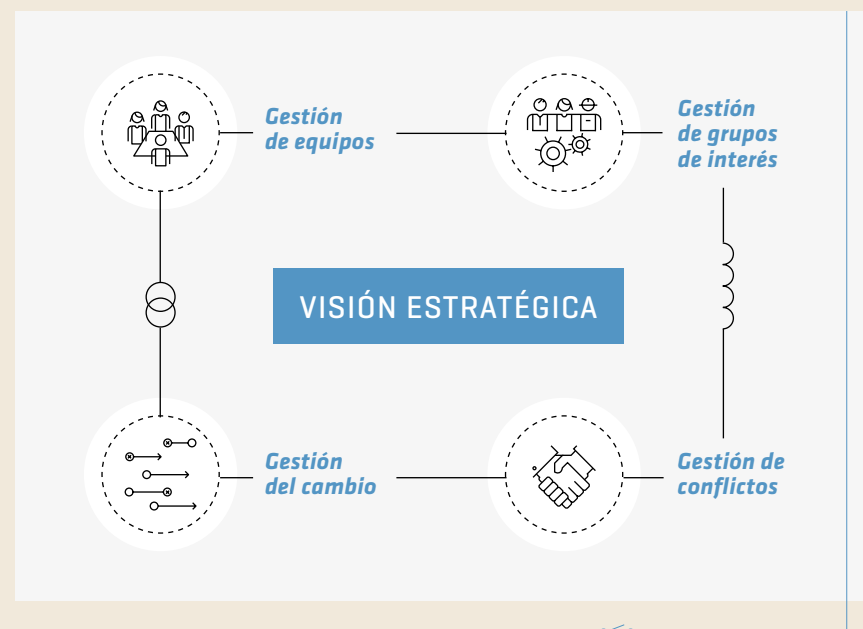 Gestión
de equipos
Gestión
de grupos
de interés
VISIÓN ESTRATÉGICA
Gestión
del cambio
Gestión de
conflictos